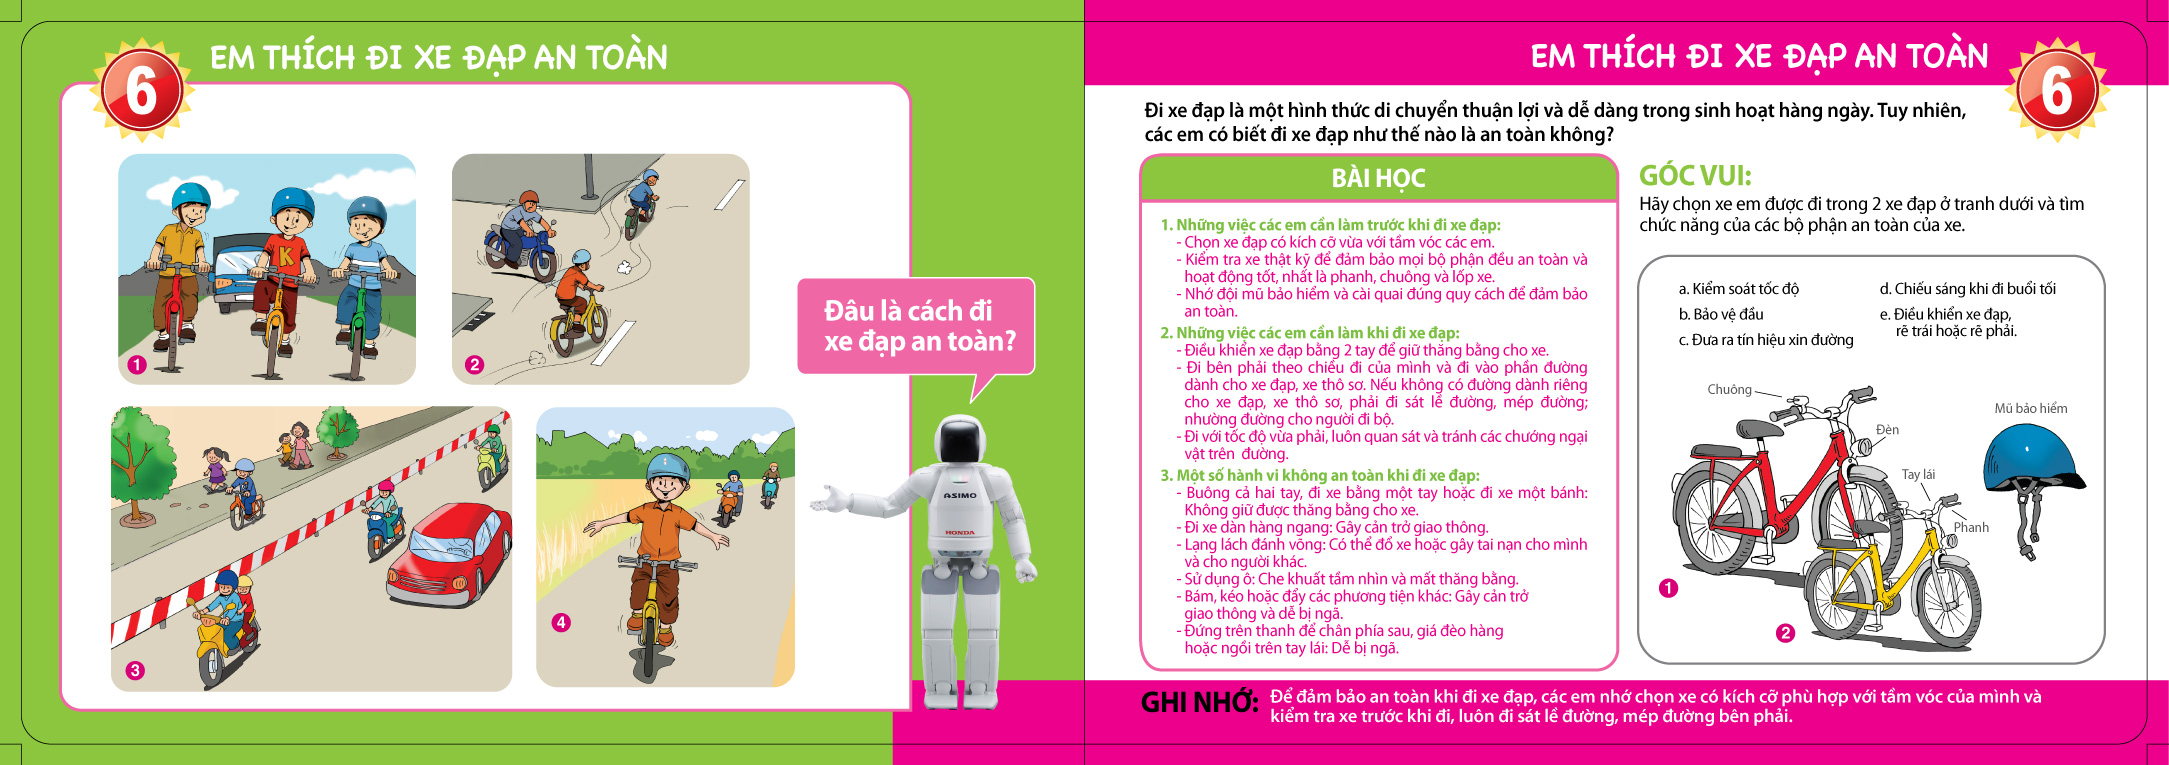 6
EM THÍCH ĐI XE ĐẠP AN TOÀN
K
1
2
3
4
Đâu là cách đi
xe đạp an toàn?
ASIMO
HONDA
EM THÍCH ĐI XE ĐẠP AN TOÀN
6
Đi xe đạp là một hình thức di chuyển thuận lợi và dễ dàng trong sinh hoạt hàng ngày. Tuy nhiên,
các em có biết đi xe đạp như thế nào là an toàn không?
BÀI HỌC
1. Những việc các em cần làm trước khi đi xe đạp:
- Chọn xe đạp có kích cỡ vừa với tầm vóc các em.
- Kiểm tra xe thật kỹ để đảm bảo mọi bộ phận đều an toàn và
hoạt động tốt, nhất là phanh, chuông và lốp xe.
- Nhớ đội mũ bảo hiểm và cài quai đúng quy cách để đảm bảo
an toàn.
2. Những việc các em cần làm khi đi xe đạp:
- Điều khiển xe đạp bằng 2 tay để giữ thăng bằng cho xe.
- Đi bên phải theo chiều đi của mình và đi vào phần đường
dành cho xe đạp, xe thô sơ. Nếu không có đường dành riêng
cho xe đạp, xe thô sơ, phải đi sát lề đường, mép đường;
nhường đường cho người đi bộ.
- Đi với tốc độ vừa phải, luôn quan sát và tránh các chướng ngại
vật trên đường.
3. Một số hành vi không an toàn khi đi xe đạp:
- Buông cả hai tay, đi xe bằng một tay hoặc đi xe một bánh:
Không giữ được thăng bằng cho xe.
- Đi xe dàn hàng ngang: Gây cản trở giao thông.
- Lạng lách đánh võng: Có thể đổ xe hoặc gây tai nạn cho mình
và cho người khác.
- Sử dụng ô: Che khuất tầm nhìn và mất thăng bằng.
- Bám, kéo hoặc đẩy các phương tiện khác: Gây cản trở
giao thông và dễ bị ngã.
- Đứng trên thanh để chân phía sau, giá đèo hàng
hoặc ngồi trên tay lái: Dễ bị ngã.
GÓC VUI:
Hãy chọn xe em được đi trong 2 xe đạp ở tranh dưới và tìm
chức năng của các bộ phận an toàn của xe.
a. Kiểm soát tốc độ
b. Bảo vệ đầu
c. Đưa ra tín hiệu xin đường
d. Chiếu sáng khi đi buổi tối
e. Điều khiển xe đạp,
rẽ trái hoặc rẽ phải.
Chuông
Đèn
Mũ bảo hiểm
Tay lái
Phanh
1
2
GHI NHỚ:
Để đảm bảo an toàn khi đi xe đạp, các em nhớ chọn xe có kích cỡ phù hợp với tầm vóc của mình và
kiểm tra xe trước khi đi, luôn đi sát lề đường, mép đường bên phải.